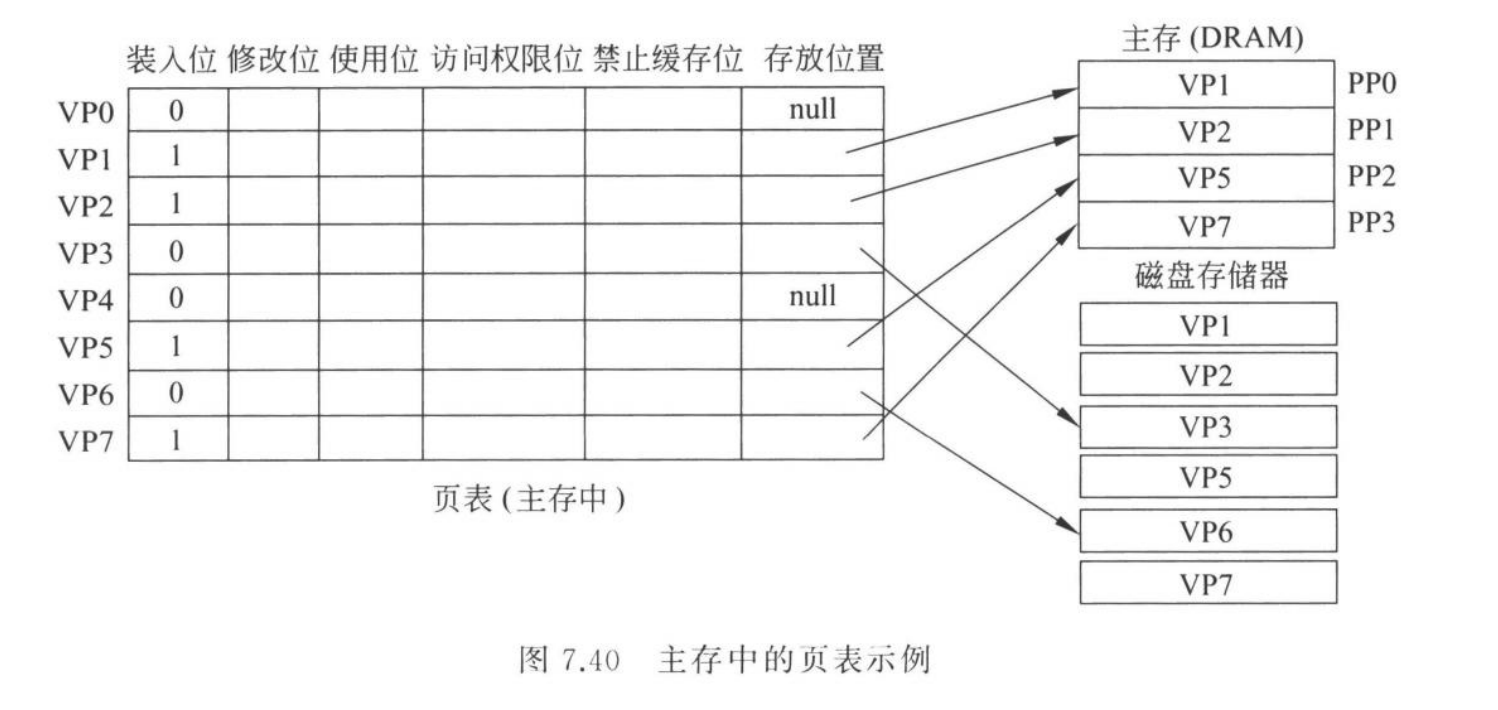 装入位 修改位 使用位 访问权限位 禁止缓存位 存放位置
VP0 0 null
VP1 1
VP2 1
VP3 0
VP4 0 null
VP5 1
VP6 0
VP7 1
页表(主存中)
主存(DRAM)
VP1 PP0
VP2 PP1
VP5 PP2
VP7 PP3
磁盘存储器
VP1
VP2
VP3
VP5
VP6
VP7
图 7.40 主存中的页表示例